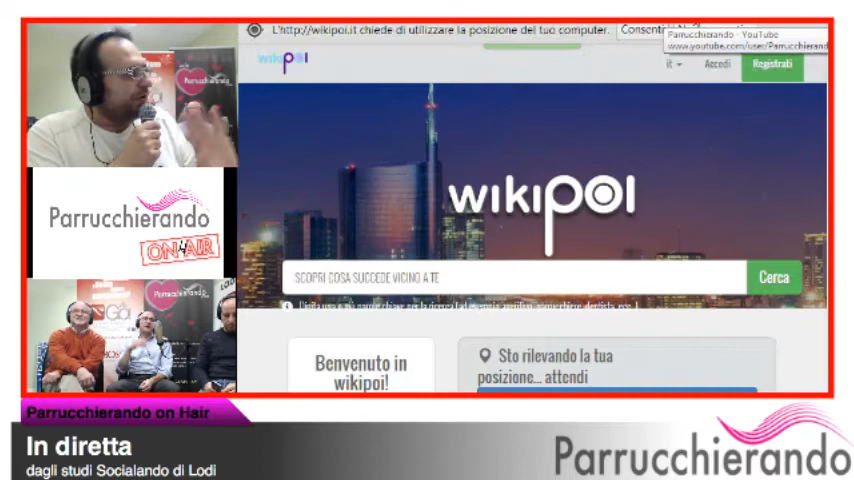 L'http://wikipoi.it chiede di utilizzare la posizione del tuo computer.
Consenti
Parrucchierando - YouTube
www.youtube.com/user/Parrucchierand
wikipoi
it
Accedi
Registrati
Parrucchierando
ON AIR
wikipoi
SCOPRI COSA SUCCEDE VICINO A TE
Cerca
Benvenuto in
wikipoi!
Sto rilevando la tua
posizione... attendi
Parrucchierando
Parrucchierando on Hair
In diretta
dagli studi Socialando di Lodi
Parrucchierando